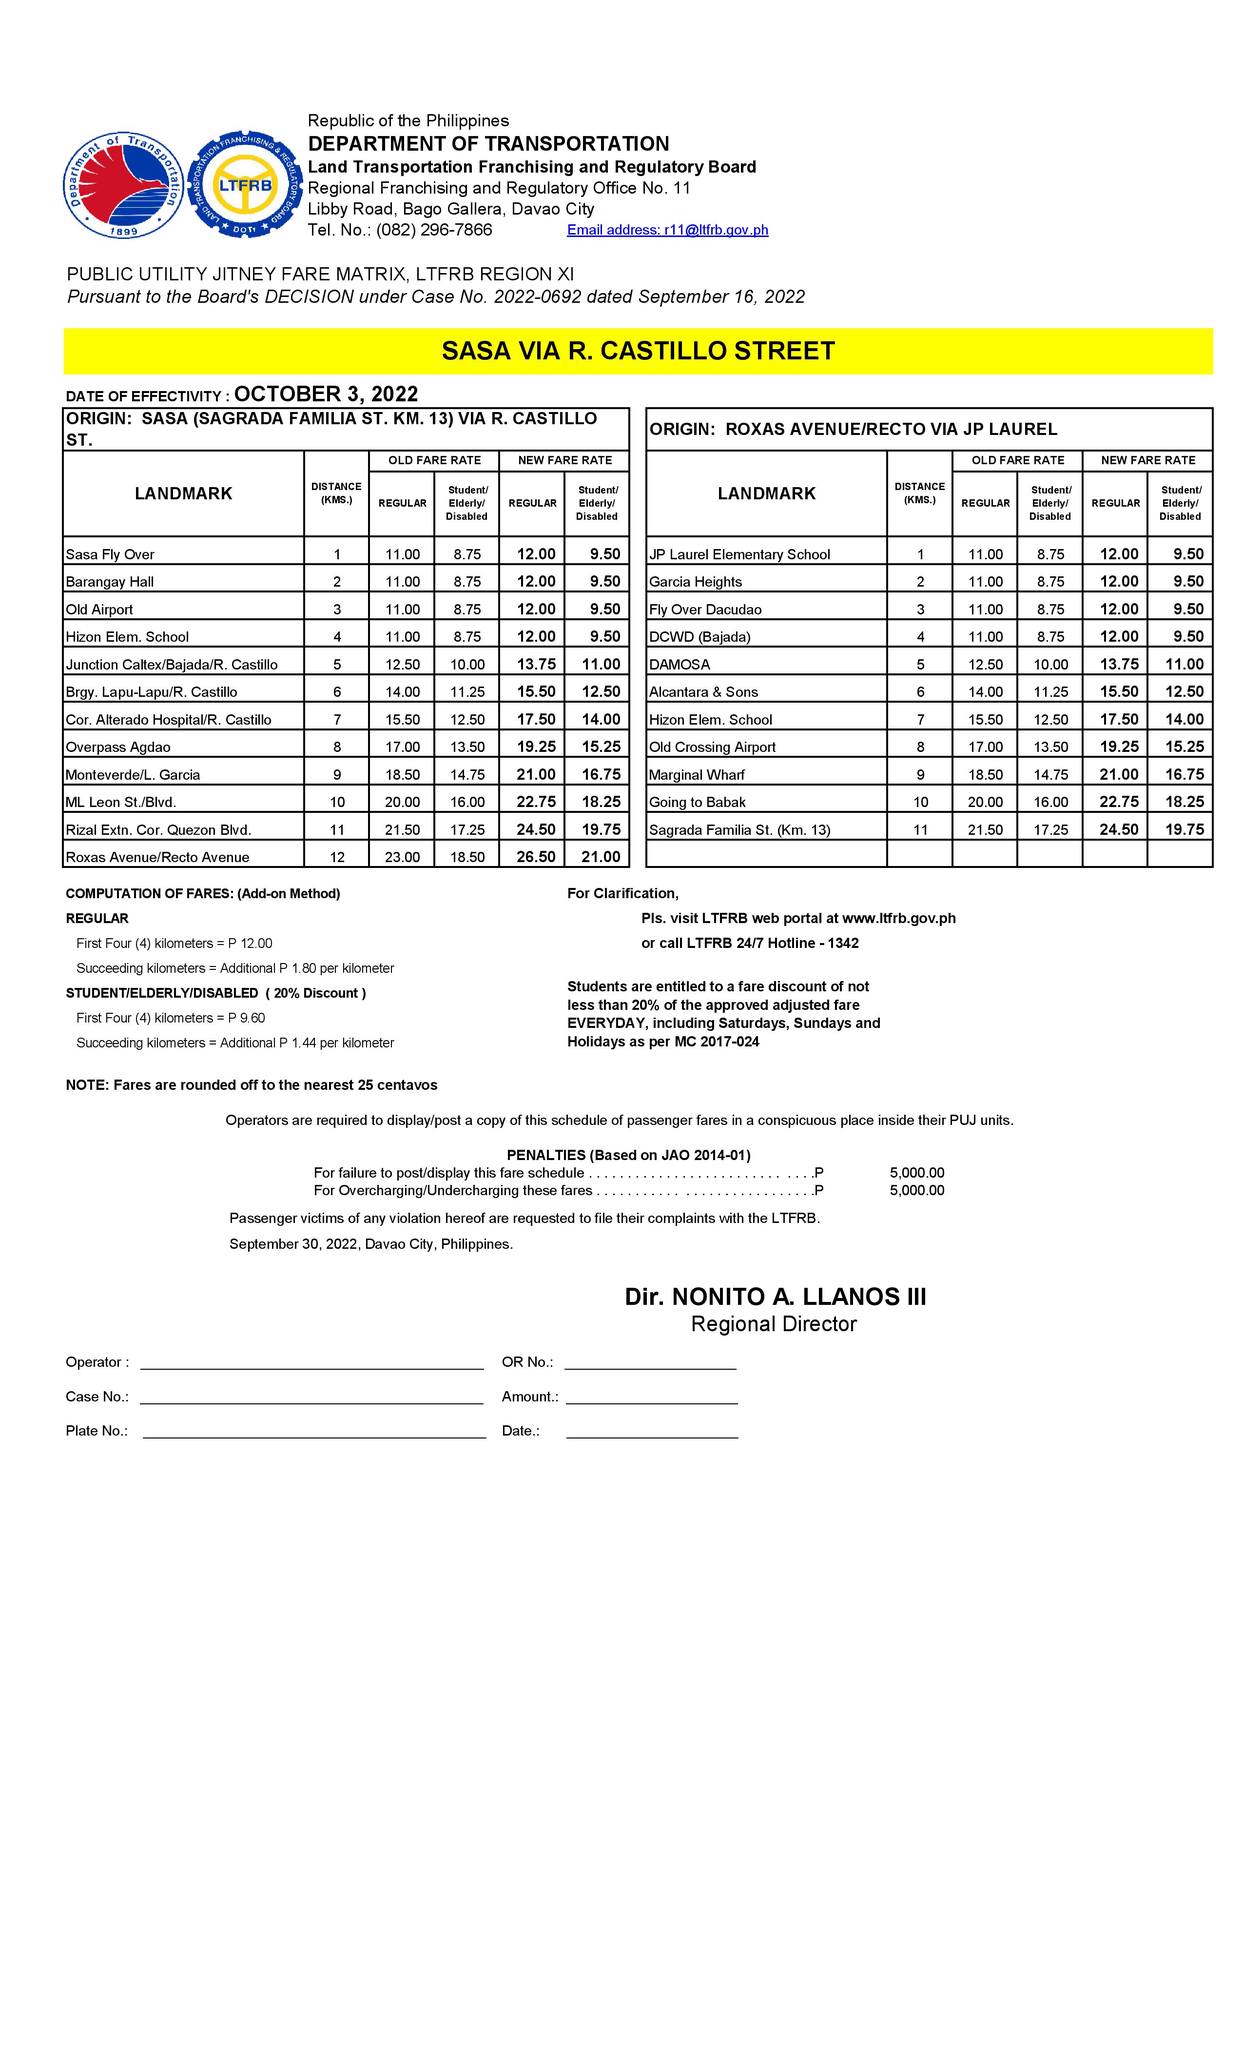 Republic of the Philippines
DEPARTMENT OF TRANSPORTATION
Land Transportation Franchising and Regulatory Board
Regional Franchising and Regulatory Office No. 11
Libby Road, Bago Gallera, Davao City
Tel. No.: (082) 296-7866 Email address: r11@ltfrb.gov.ph
Department of Transportation
1899
LAND TRANSPORTATION FRANCHISING & REGULATORY BOARD
LTFRB
DOTr
PUBLIC UTILITY JITNEY FARE MATRIX, LTFRB REGION XI
Pursuant to the Board's DECISION under Case No. 2022-0692 dated September 16, 2022
SASA VIA R. CASTILLO STREET
DATE OF EFFECTIVITY : OCTOBER 3, 2022
ORIGIN: SASA (SAGRADA FAMILIA ST. KM. 13) VIA R. CASTILLO
ST.
LANDMARK DISTANCE (KMS.) OLD FARE RATE NEW FARE RATE
REGULAR Student/ Elderly/ Disabled REGULAR Student/ Elderly/ Disabled
Sasa Fly Over 1 11.00 8.75 12.00 9.50
Barangay Hall 2 11.00 8.75 12.00 9.50
Old Airport 3 11.00 8.75 12.00 9.50
Hizon Elem. School 4 11.00 8.75 12.00 9.50
Junction Caltex/Bajada/R. Castillo 5 12.50 10.00 13.75 11.00
Brgy. Lapu-Lapu/R. Castillo 6 14.00 11.25 15.50 12.50
Cor. Alterado Hospital/R. Castillo 7 15.50 12.50 17.50 14.00
Overpass Agdao 8 17.00 13.50 19.25 15.25
Monteverde/L. Garcia 9 18.50 14.75 21.00 16.75
ML Leon St./Blvd. 10 20.00 16.00 22.75 18.25
Rizal Extn. Cor. Quezon Blvd. 11 21.50 17.25 24.50 19.75
Roxas Avenue/Recto Avenue 12 23.00 18.50 26.50 21.00
ORIGIN: ROXAS AVENUE/RECTO VIA JP LAUREL
LANDMARK DISTANCE (KMS.) OLD FARE RATE NEW FARE RATE
REGULAR Student/ Elderly/ Disabled REGULAR Student/ Elderly/ Disabled
JP Laurel Elementary School 1 11.00 8.75 12.00 9.50
Garcia Heights 2 11.00 8.75 12.00 9.50
Fly Over Dacudao 3 11.00 8.75 12.00 9.50
DCWD (Bajada) 4 11.00 8.75 12.00 9.50
DAMOSA 5 12.50 10.00 13.75 11.00
Alcantara & Sons 6 14.00 11.25 15.50 12.50
Hizon Elem. School 7 15.50 12.50 17.50 14.00
Old Crossing Airport 8 17.00 13.50 19.25 15.25
Marginal Wharf 9 18.50 14.75 21.00 16.75
Going to Babak 10 20.00 16.00 22.75 18.25
Sagrada Familia St. (Km. 13) 11 21.50 17.25 24.50 19.75
COMPUTATION OF FARES: (Add-on Method)
REGULAR
First Four (4) kilometers = P 12.00
Succeeding kilometers = Additional P 1.80 per kilometer
STUDENT/ELDERLY/DISABLED ( 20% Discount )
First Four (4) kilometers = P 9.60
Succeeding kilometers = Additional P 1.44 per kilometer
For Clarification,
Pls. visit LTFRB web portal at www.ltfrb.gov.ph
or call LTFRB 24/7 Hotline - 1342
Students are entitled to a fare discount of not
less than 20% of the approved adjusted fare
EVERYDAY, including Saturdays, Sundays and
Holidays as per MC 2017-024
NOTE: Fares are rounded off to the nearest 25 centavos
Operators are required to display/post a copy of this schedule of passenger fares in a conspicuous place inside their PUJ units.
PENALTIES (Based on JAO 2014-01)
For failure to post/display this fare schedule . . . . . . . . . . . . . . . . . . . . . . . . . . . . . .P 5,000.00
For Overcharging/Undercharging these fares . . . . . . . . . . . . . . . . . . . . . . . . . . . . .P 5,000.00
Passenger victims of any violation hereof are requested to file their complaints with the LTFRB.
September 30, 2022, Davao City, Philippines.
Dir. NONITO A. LLANOS III
Regional Director
Operator : OR No.:
Case No.: Amount.:
Plate No.: Date.: